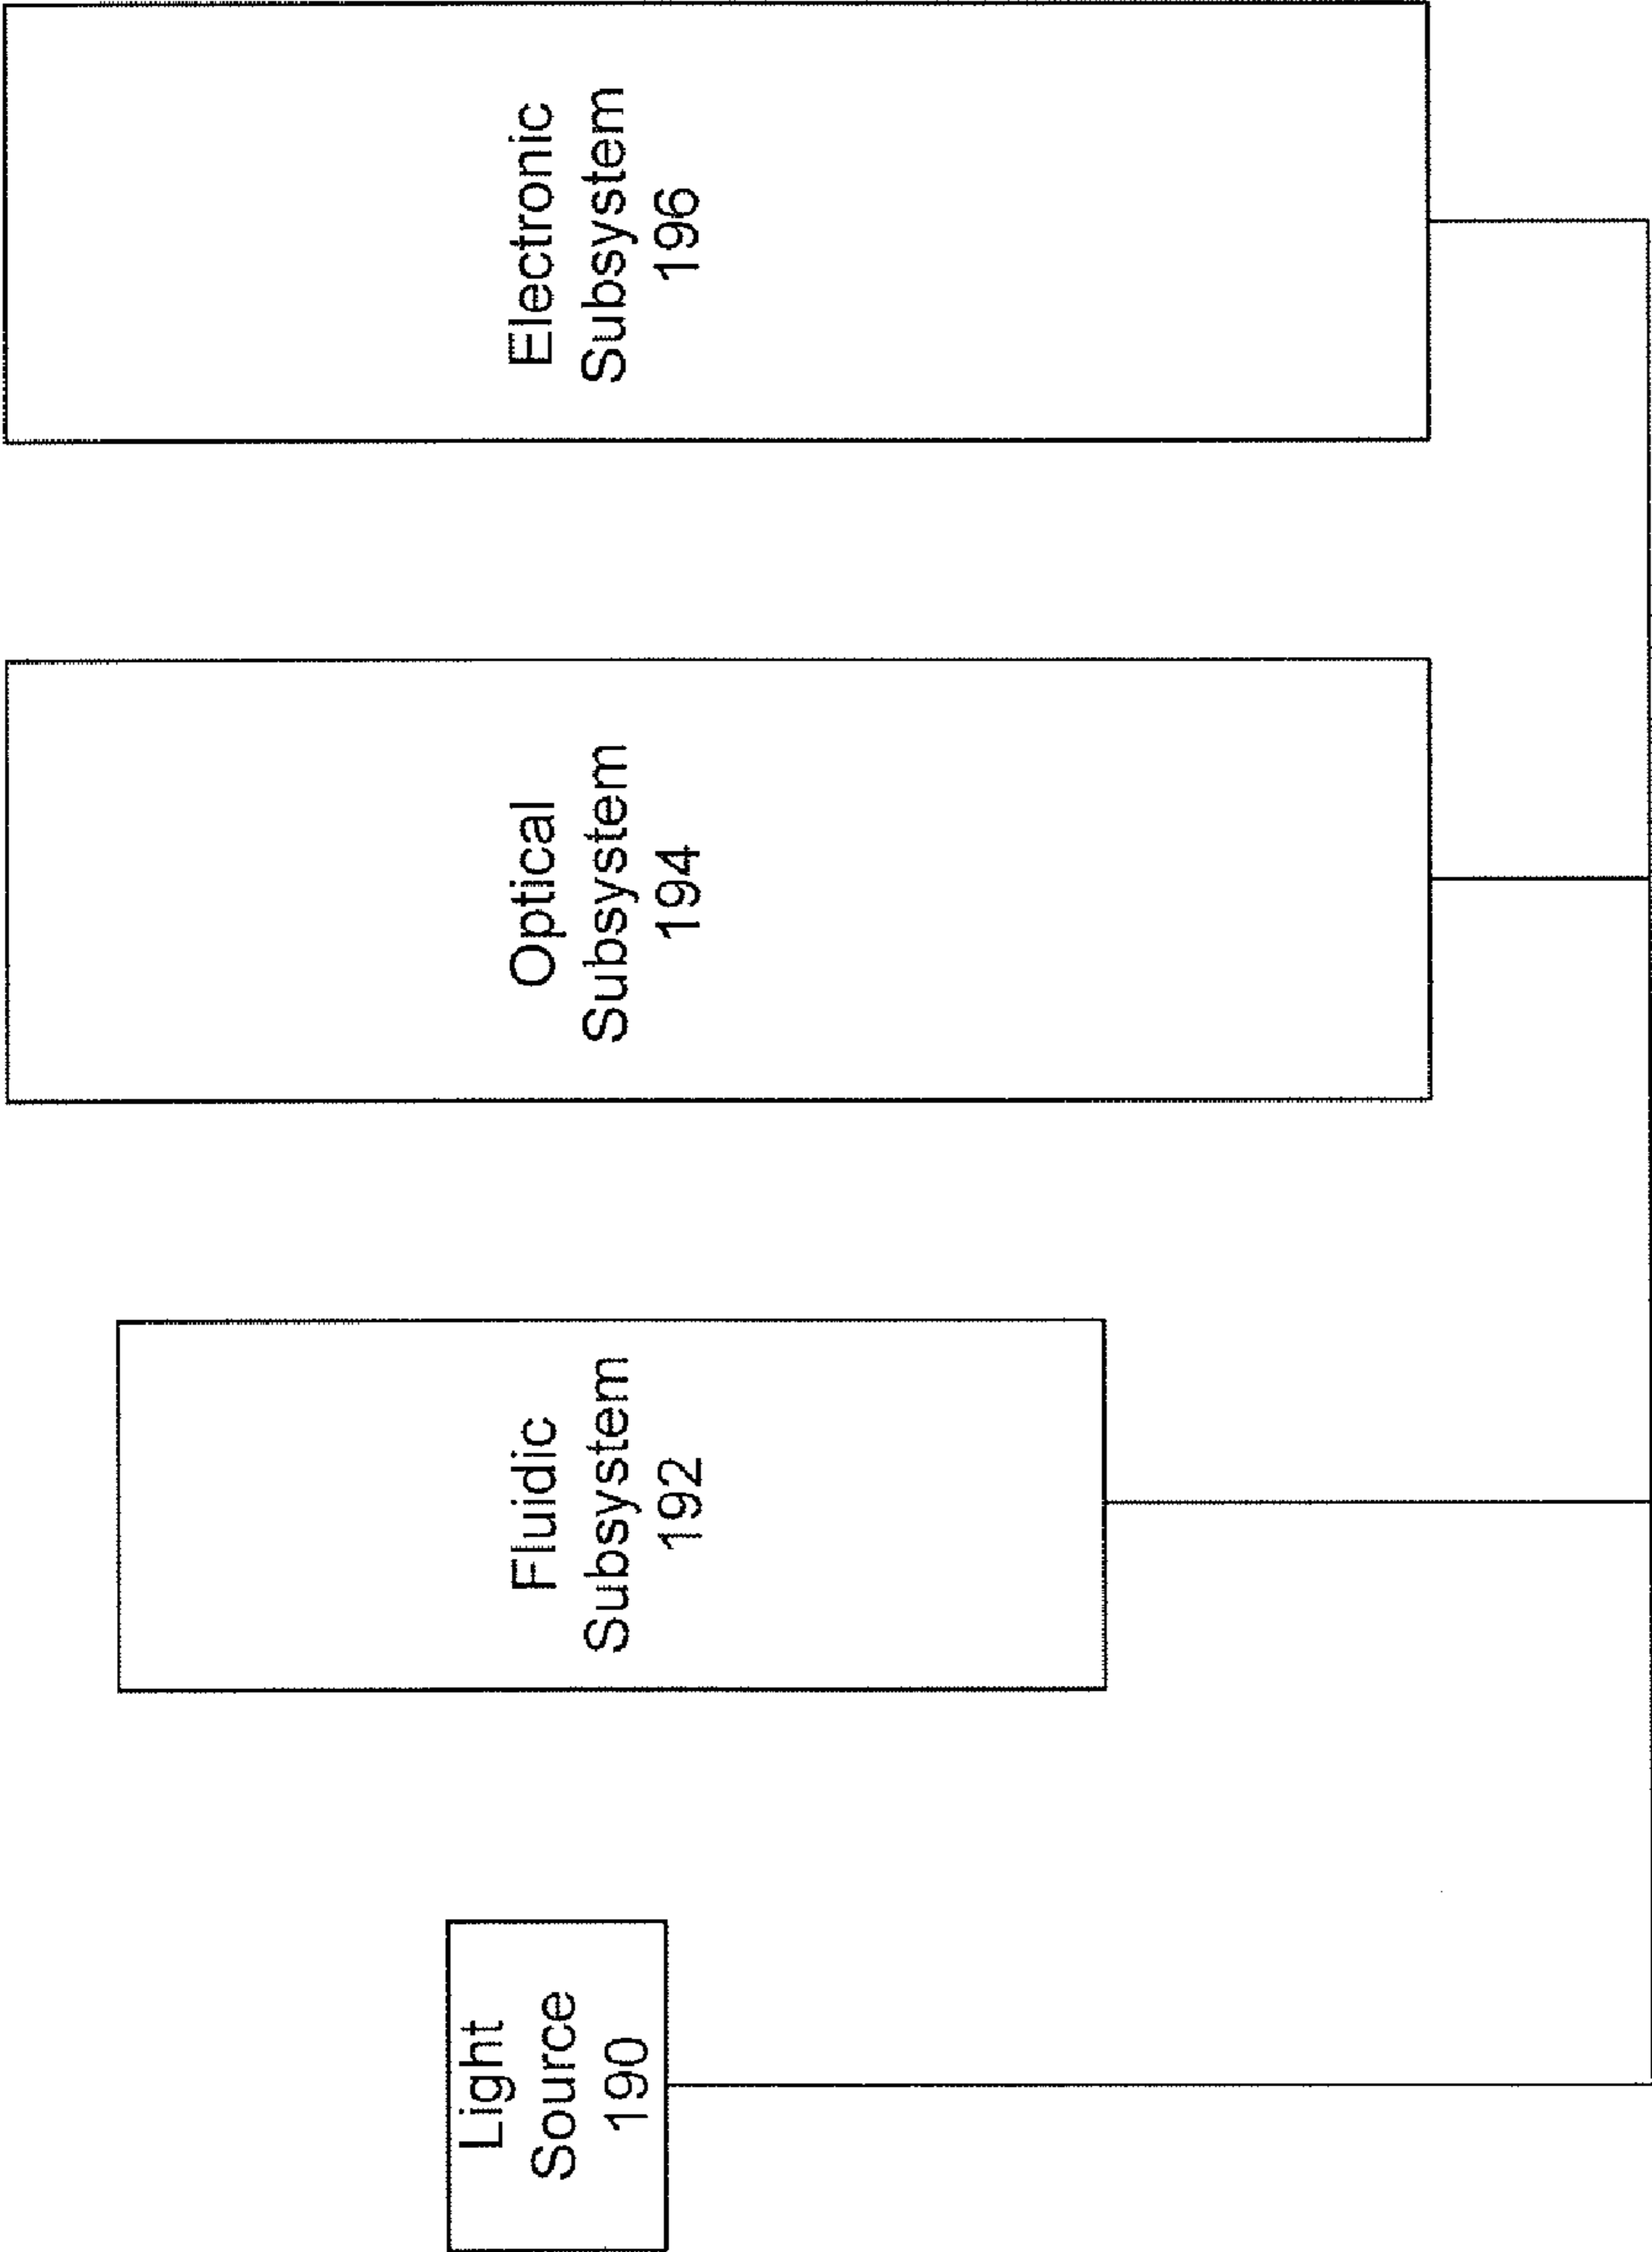 Light
Source
190
Fluidic
Subsystem
192
Optical
Subsystem
194
Electronic
Subsystem
196